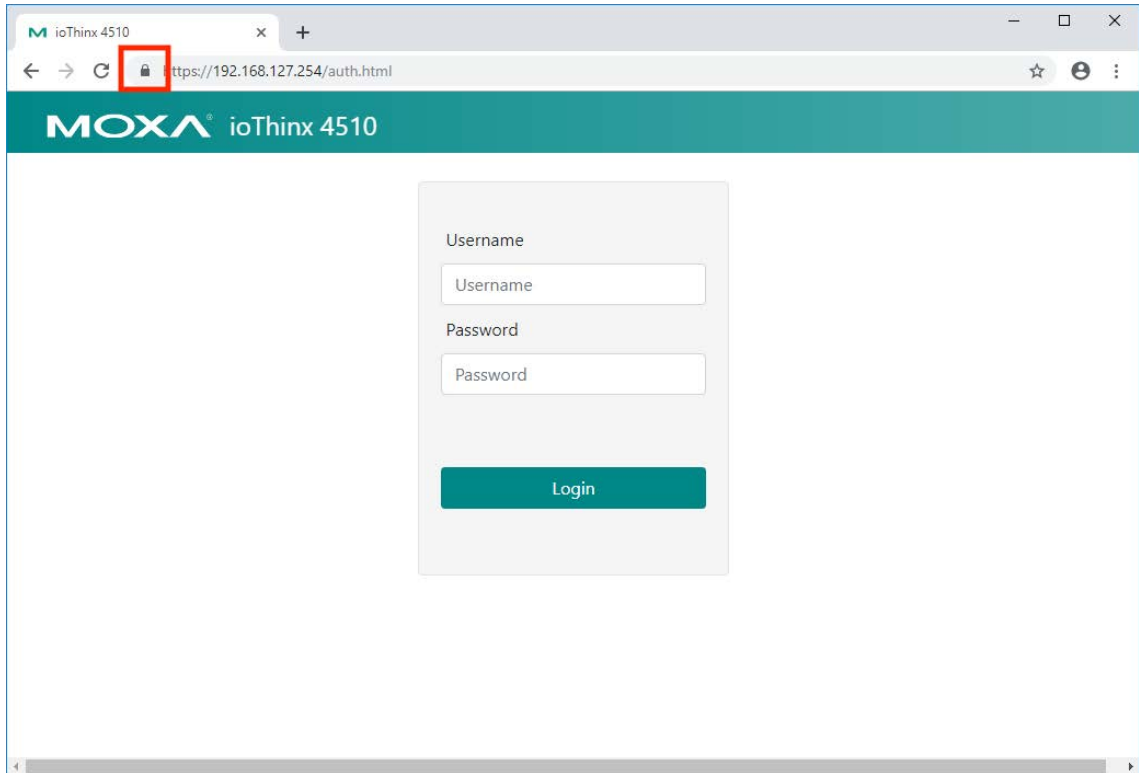 ioThinx 4510
https://192.168.127.254/auth.html
MOXA® ioThinx 4510
Username
Username
Password
Password
Login